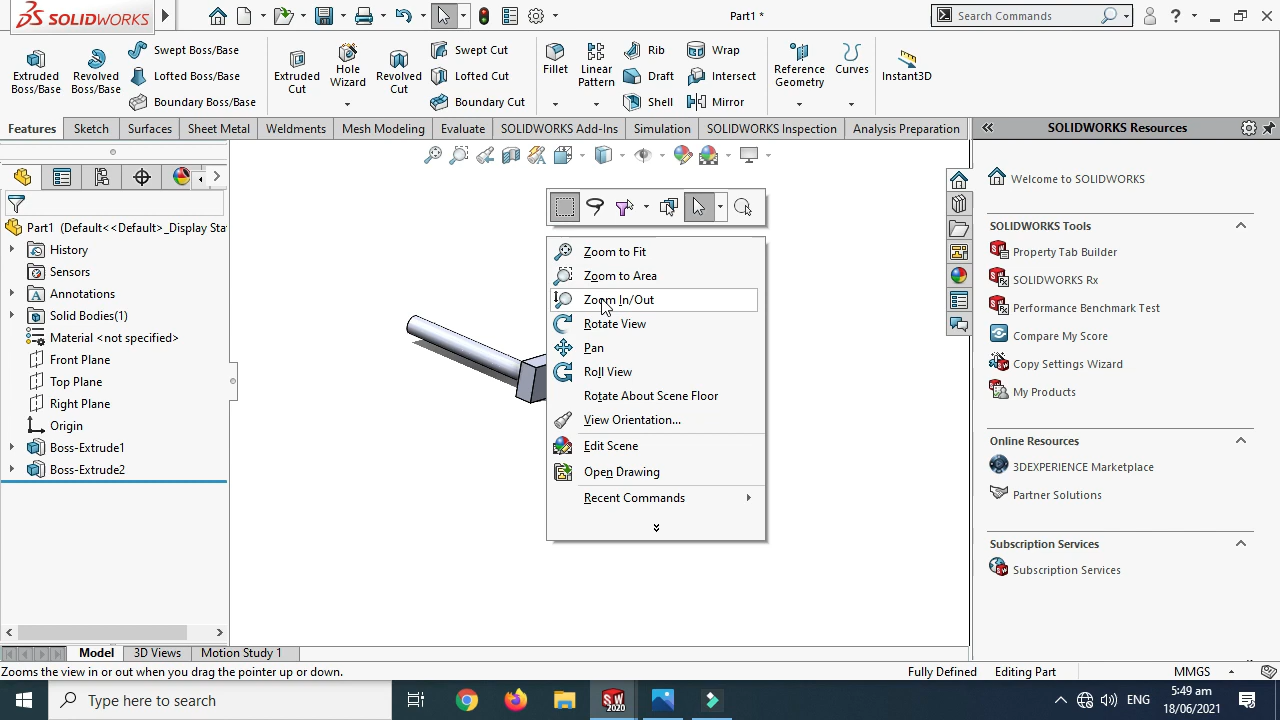 SOLIDWORKS
Part1 *
Search Commands
Extruded Boss/Base
Revolved Boss/Base
Swept Boss/Base
Lofted Boss/Base
Boundary Boss/Base
Extruded Cut
Hole Wizard
Revolved Cut
Swept Cut
Lofted Cut
Boundary Cut
Fillet
Linear Pattern
Rib
Draft
Shell
Wrap
Intersect
Mirror
Reference Geometry
Curves
Instant3D
Features
Sketch
Surfaces
Sheet Metal
Weldments
Mesh Modeling
Evaluate
SOLIDWORKS Add-Ins
Simulation
SOLIDWORKS Inspection
Analysis Preparation
SOLIDWORKS Resources
Part1 (Default<<Default>_Display Sta
History
Sensors
Annotations
Solid Bodies(1)
Material <not specified>
Front Plane
Top Plane
Right Plane
Origin
Boss-Extrude1
Boss-Extrude2
Zoom to Fit
Zoom to Area
Zoom In/Out
Rotate View
Pan
Roll View
Rotate About Scene Floor
View Orientation...
Edit Scene
Open Drawing
Recent Commands
Welcome to SOLIDWORKS
SOLIDWORKS Tools
Property Tab Builder
SOLIDWORKS Rx
Performance Benchmark Test
Compare My Score
Copy Settings Wizard
My Products
Online Resources
3DEXPERIENCE Marketplace
Partner Solutions
Subscription Services
Subscription Services
Model
3D Views
Motion Study 1
Zooms the view in or out when you drag the pointer up or down.
Fully Defined
Editing Part
MMGS
Type here to search
SW
2020
ENG
5:49 am
18/06/2021